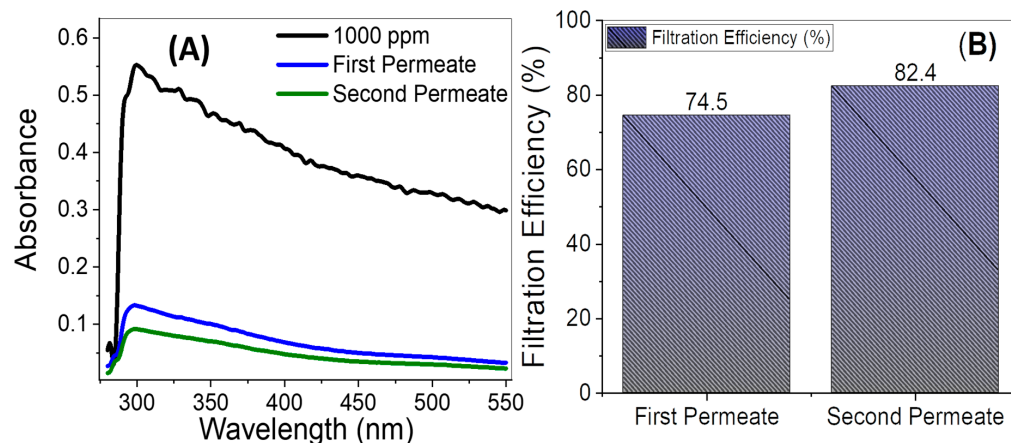 (A)
1000 ppm
First Permeate
Second Permeate
Absorbance
0.6
0.5
0.4
0.3
0.2
0.1
300
350
400
450
500
550
Wavelength (nm)
(B)
Filtration Efficiency (%)
Filtration Efficiency (%)
100
80
60
40
20
0
74.5
82.4
First Permeate
Second Permeate